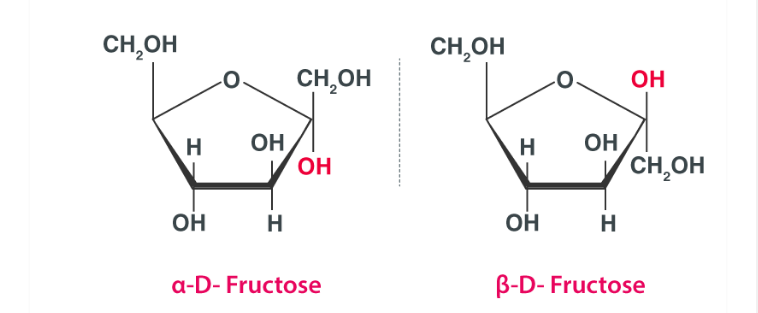 CH₂OH
O
CH₂OH
H
OH
OH
OH
H
α-D- Fructose
CH₂OH
O
OH
H
OH
CH₂OH
OH
H
β-D- Fructose